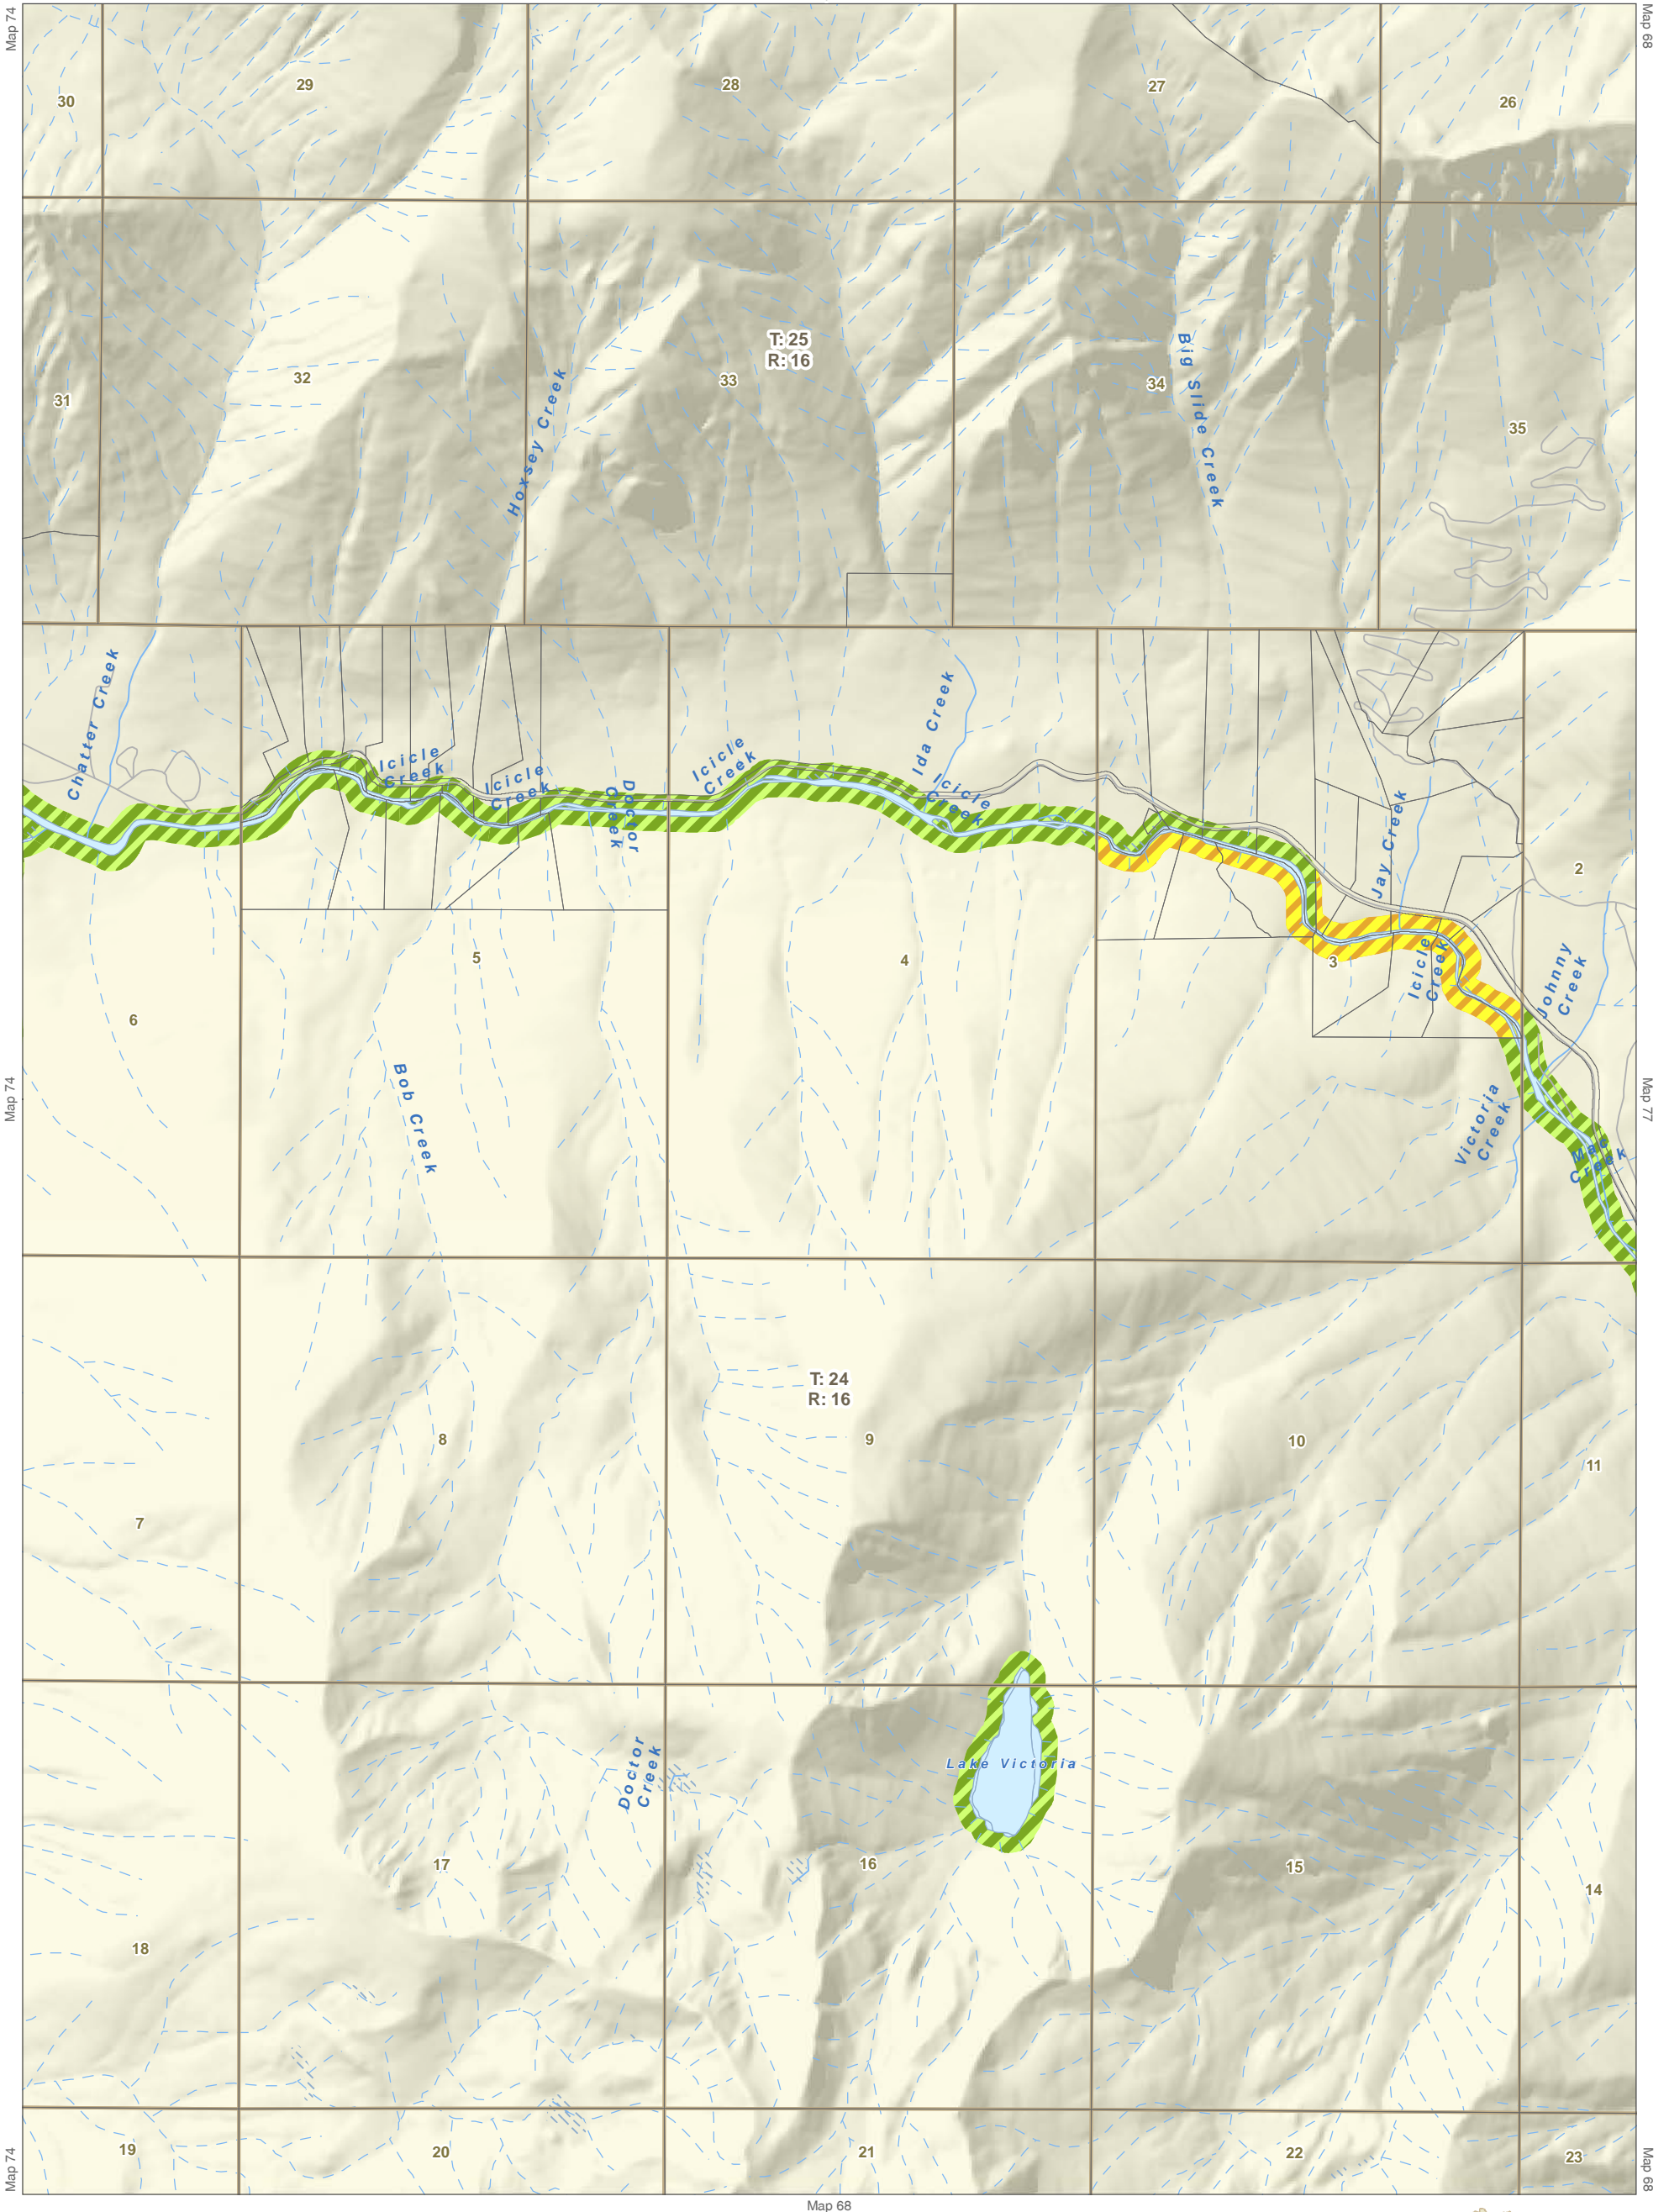 Map 74
Map 68
29
28
27
30
26
T: 25
R: 16
32
33
34
31
35
Hoxsey Creek
Big Slide Creek
Chatter Creek
Icicle
Creek
Icicle
Creek
Doctor
Creek
Icicle
Creek
Ida Creek
Icicle
Creek
Jay Creek
2
5
4
3
Icicle
Creek
Johnny
Creek
6
Bob Creek
Map 74
Map 77
Victoria
Creek
Mac
Creek
T: 24
R: 16
8
9
10
11
7
Lake Victoria
Doctor
Creek
17
16
15
14
18
19
20
21
22
23
Map 74
Map 68
Map 68